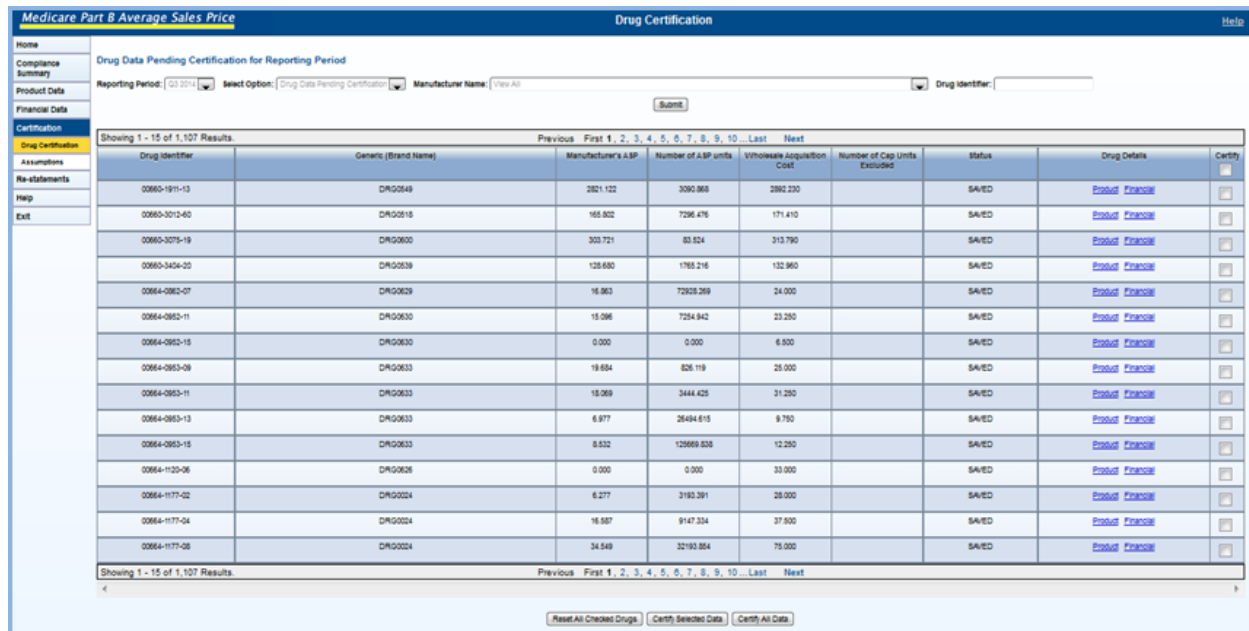 Medicare Part B Average Sales Price Drug Certification Help
Home
Compliance Summary
Product Data
Financial Data
Certification
Drug Certification
Assumptions
Re-statements
Help
Exit
Drug Data Pending Certification for Reporting Period
Reporting Period: Q3 2014 Select Option: Drug Data Pending Certification Manufacturer Name: View All Drug Identifier:
Submit
Showing 1 - 15 of 1,107 Results. Previous First 1, 2, 3, 4, 5, 6, 7, 8, 9, 10 ... Last Next
Drug Identifier Generic (Brand Name) Manufacturer's ASP Number of ASP units Wholesale Acquisition Cost Number of Cap Units Excluded Status Drug Details Certify
00660-1911-13 DRG0549 2821.122 3090.868 2892.230 SAVED Product Financial
00660-3012-60 DRG0518 165.802 7296.476 171.410 SAVED Product Financial
00660-3075-19 DRG0600 303.721 83.524 313.790 SAVED Product Financial
00660-3404-20 DRG0539 128.680 1765.216 132.960 SAVED Product Financial
00664-0862-07 DRG0629 16.863 72928.269 24.000 SAVED Product Financial
00664-0952-11 DRG0630 15.096 7254.942 23.250 SAVED Product Financial
00664-0952-15 DRG0630 0.000 0.000 6.500 SAVED Product Financial
00664-0953-09 DRG0633 19.684 826.119 25.000 SAVED Product Financial
00664-0953-11 DRG0633 18.069 3444.425 31.250 SAVED Product Financial
00664-0953-13 DRG0633 6.977 26494.615 9.750 SAVED Product Financial
00664-0953-15 DRG0633 8.532 125669.838 12.250 SAVED Product Financial
00664-1120-06 DRG0626 0.000 0.000 33.000 SAVED Product Financial
00664-1177-02 DRG0024 6.277 3193.391 28.000 SAVED Product Financial
00664-1177-04 DRG0024 16.587 9147.334 37.500 SAVED Product Financial
00664-1177-08 DRG0024 34.549 32193.884 75.000 SAVED Product Financial
Showing 1 - 15 of 1,107 Results. Previous First 1, 2, 3, 4, 5, 6, 7, 8, 9, 10 ... Last Next
Reset All Checked Drugs Certify Selected Data Certify All Data